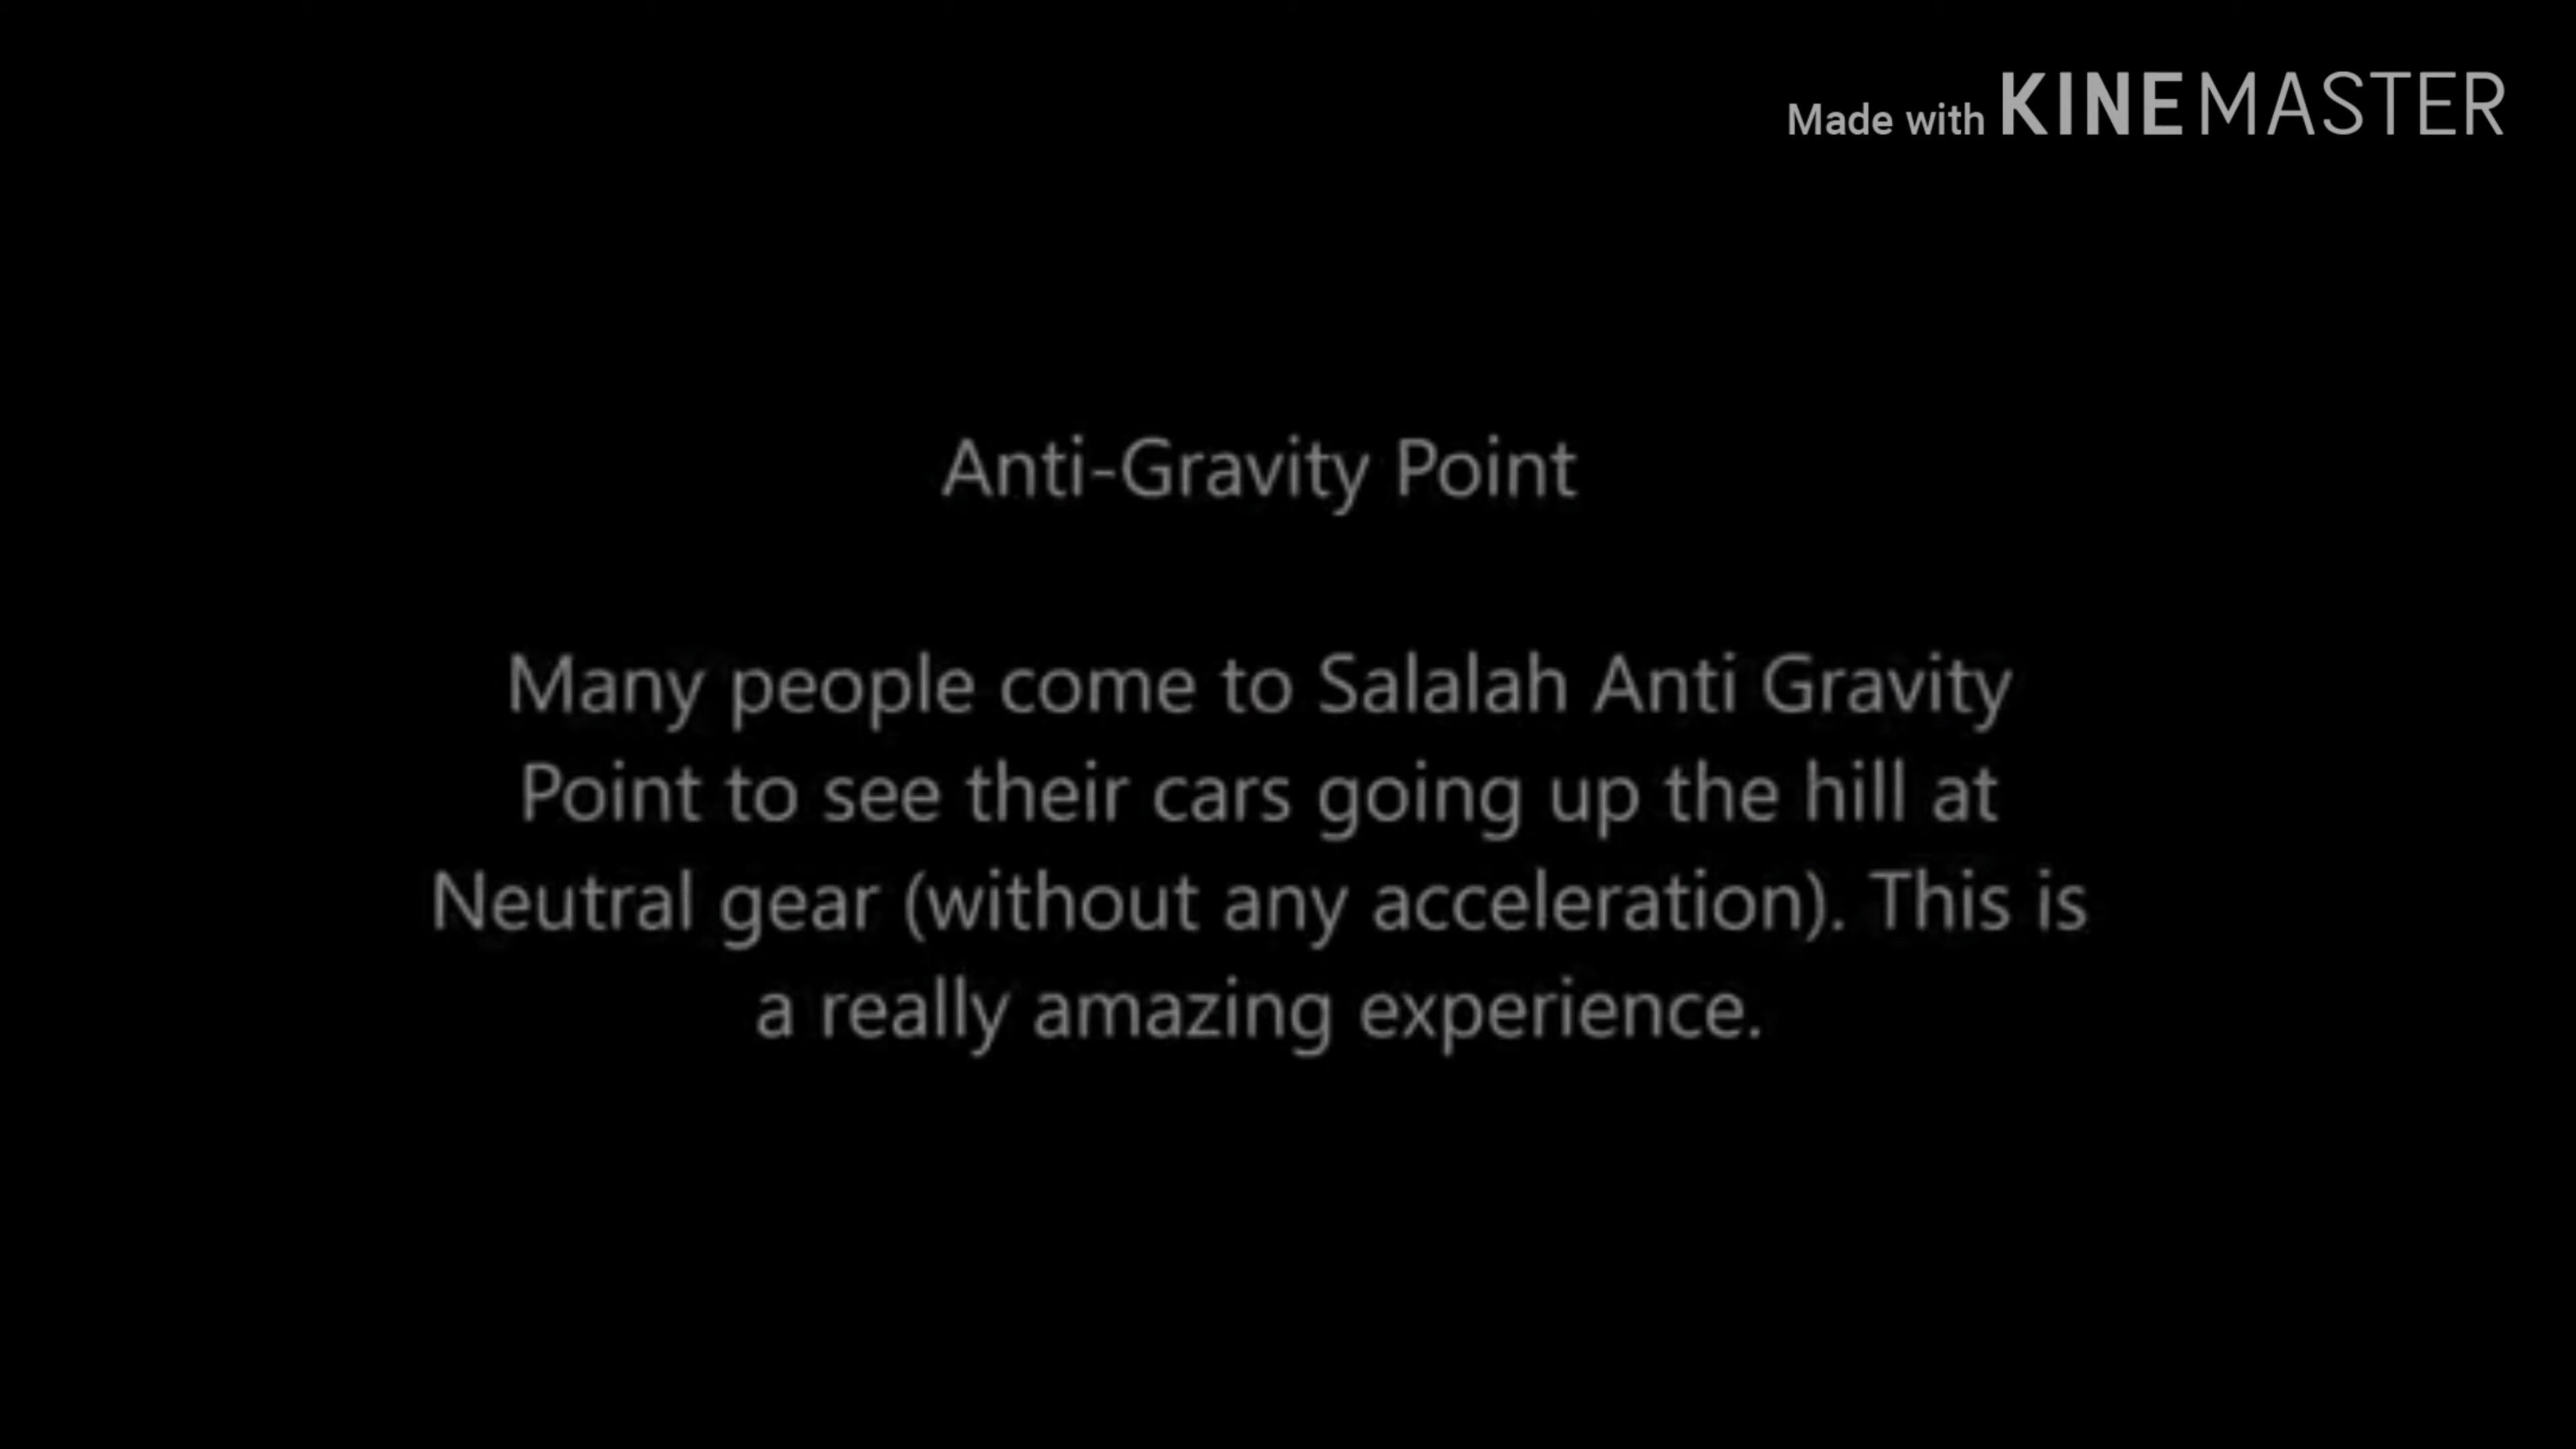 Made with KINEMASTER
Anti-Gravity Point
Many people come to Salalah Anti Gravity
Point to see their cars going up the hill at
Neutral gear (without any acceleration). This is
a really amazing experience.